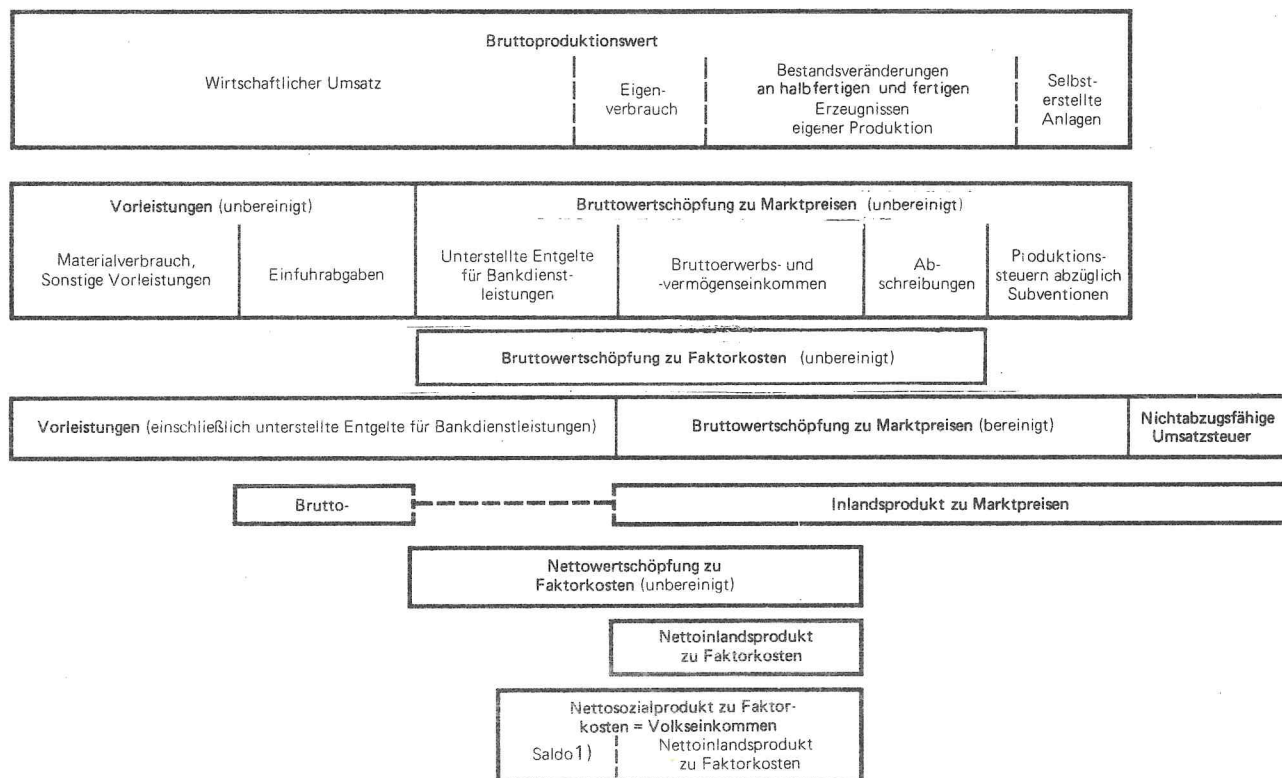 Bruttoproduktionswert
Wirtschaftlicher Umsatz
Eigen-
verbrauch
Bestandsveränderungen
an halbfertigen und fertigen
Erzeugnissen
eigener Produktion
Selbst-
erstellte
Anlagen
Vorleistungen (unbereinigt)
Bruttowertschöpfung zu Marktpreisen (unbereinigt)
Materialverbrauch,
Sonstige Vorleistungen
Einfuhrabgaben
Unterstellte Entgelte
für Bankdienst-
leistungen
Bruttoerwerbs- und
-vermögenseinkommen
Ab-
schreibungen
Produktions-
steuern abzüglich
Subventionen
Bruttowertschöpfung zu Faktorkosten (unbereinigt)
Vorleistungen (einschließlich unterstellte Entgelte für Bankdienstleistungen)
Bruttowertschöpfung zu Marktpreisen (bereinigt)
Nichtabzugsfähige
Umsatzsteuer
Brutto-
Inlandsprodukt zu Marktpreisen
Nettowertschöpfung zu
Faktorkosten (unbereinigt)
Nettoinlandsprodukt
zu Faktorkosten
Nettosozialprodukt zu Faktor-
kosten = Volkseinkommen
Saldo1)
Nettoinlandsprodukt
zu Faktorkosten